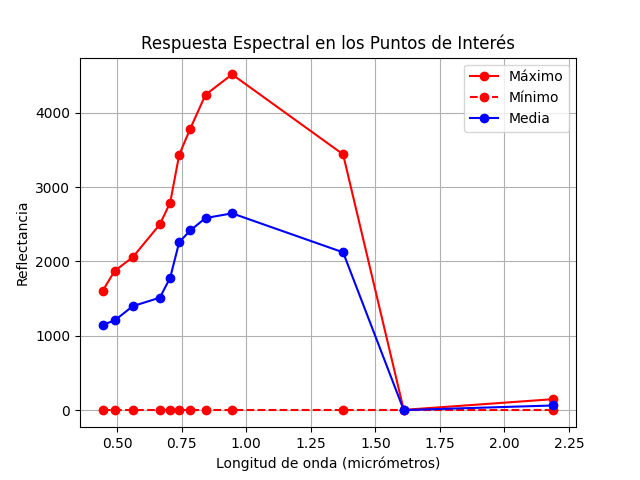 Respuesta Espectral en los Puntos de Interés
Máximo
Mínimo
Media
4000
3000
2000
1000
0
Reflectancia
0.50 0.75 1.00 1.25 1.50 1.75 2.00 2.25
Longitud de onda (micrómetros)